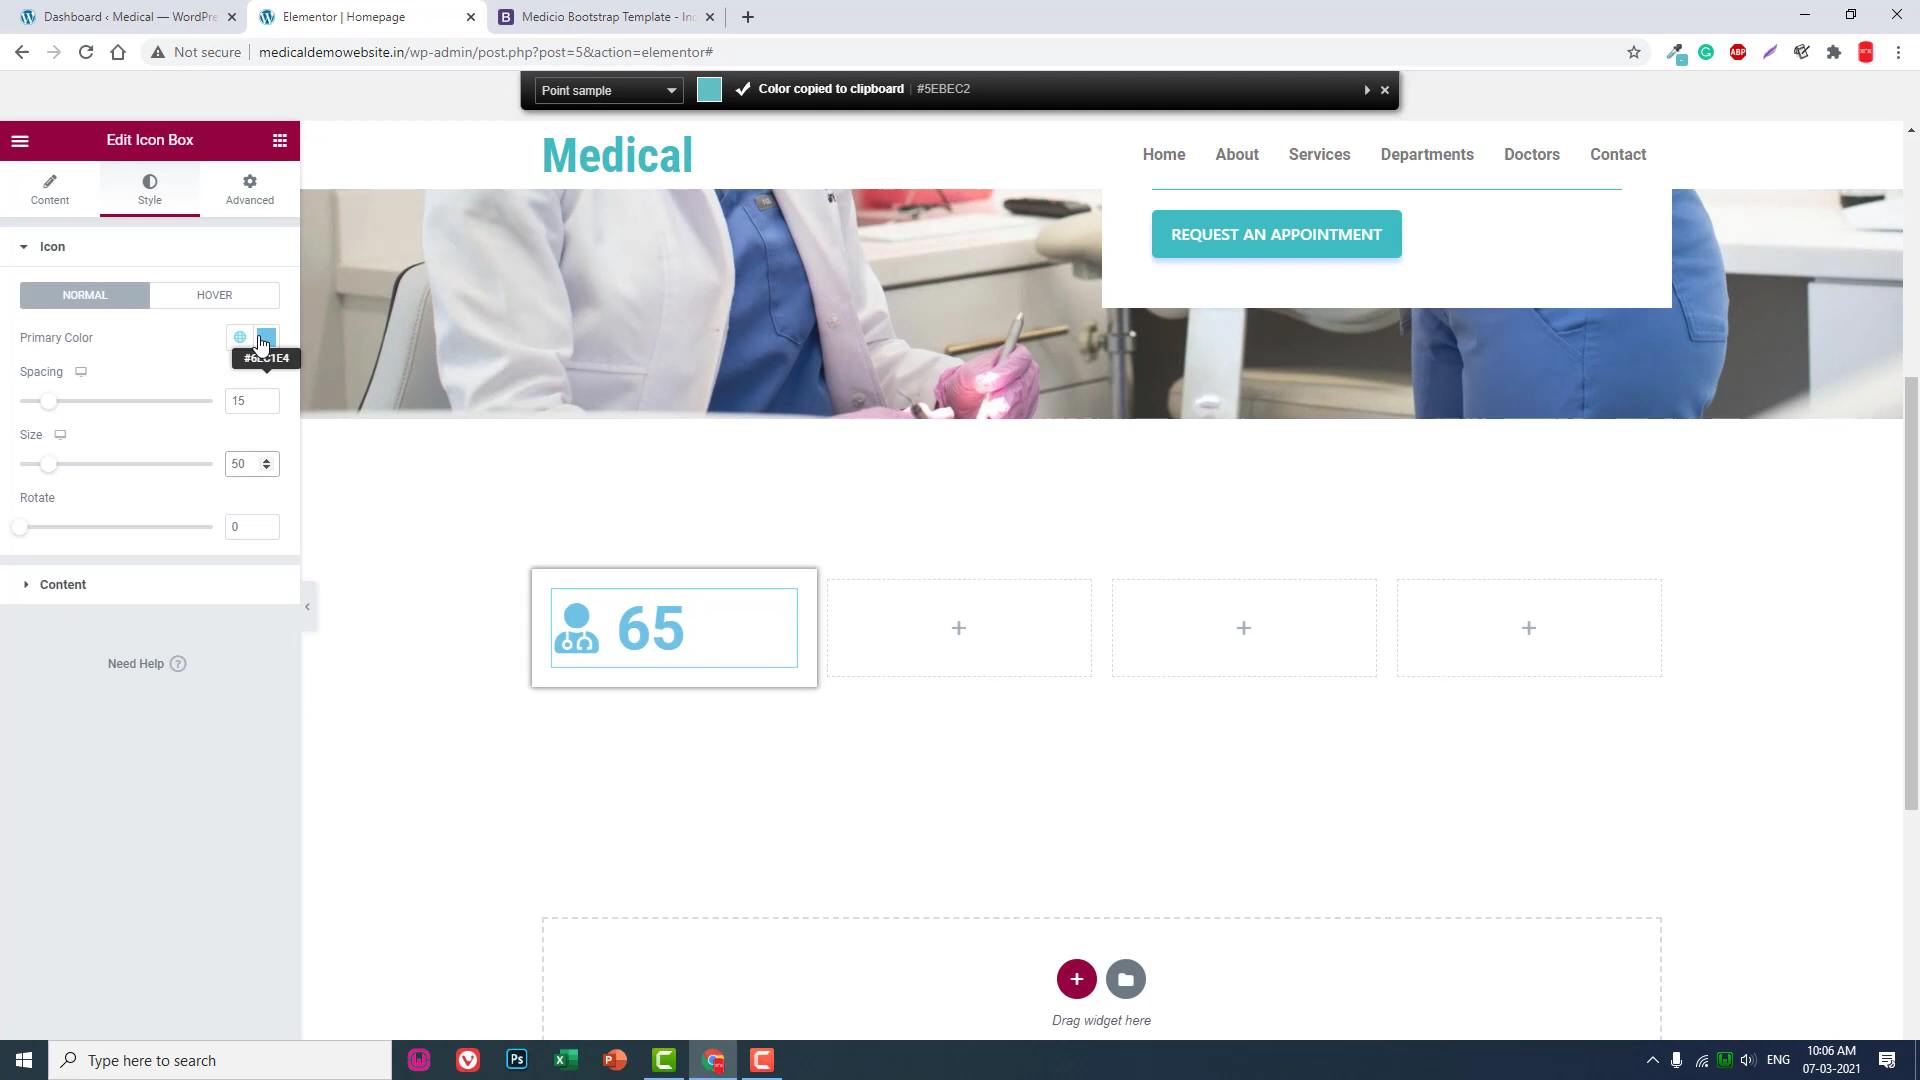 Dashboard ‹ Medical — WordPre
Elementor | Homepage
Medicio Bootstrap Template - In
Not secure
medicaldemowebsite.in/wp-admin/post.php?post=5&action=elementor#
ABP
Point sample
Color copied to clipboard | #5EBEC2
Edit Icon Box
Content
Style
Advanced
Icon
NORMAL
HOVER
Primary Color
Spacing
15
Size
50
Rotate
0
Content
Need Help ?
Medical
Home
About
Services
Departments
Doctors
Contact
REQUEST AN APPOINTMENT
65
Drag widget here
Type here to search
Ps
ENG
10:06 AM
07-03-2021